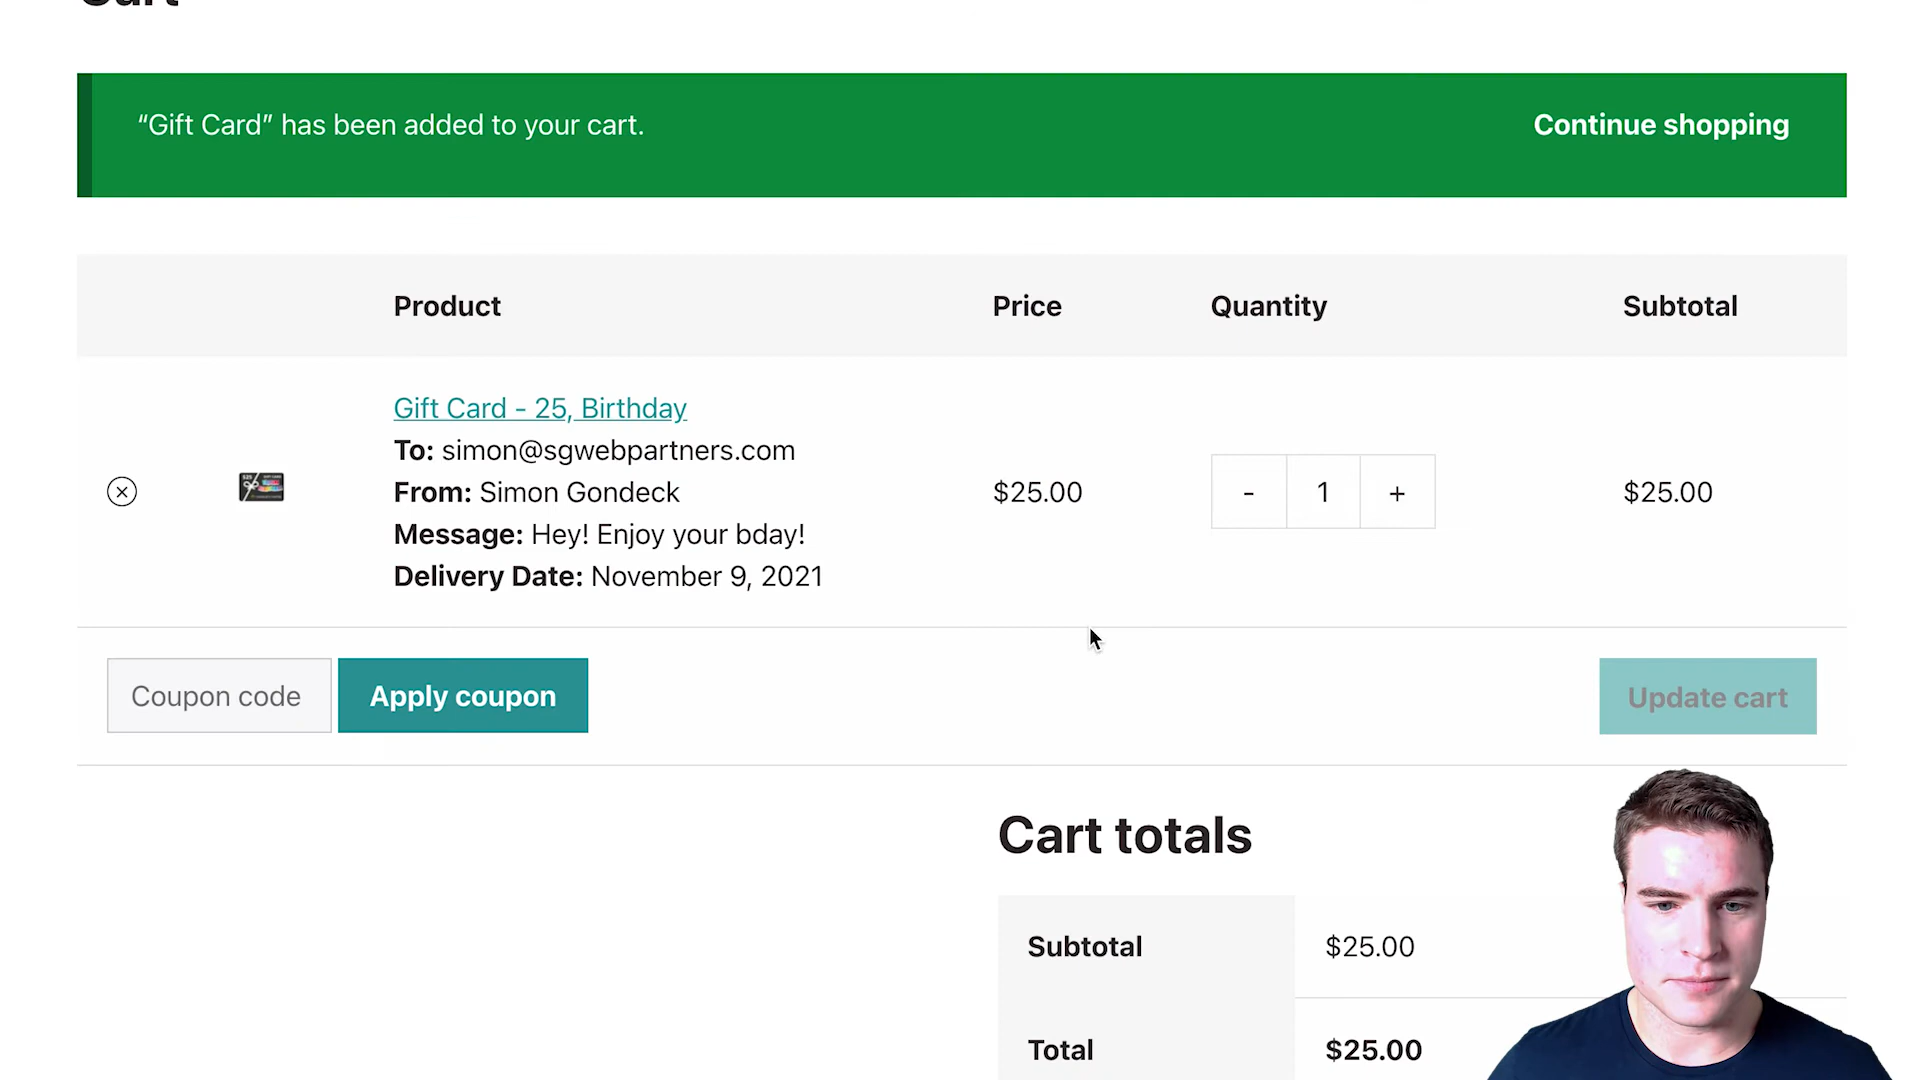 Cart
“Gift Card” has been added to your cart.
Continue shopping
Product
Price
Quantity
Subtotal
Gift Card - 25, Birthday
To: simon@sgwebpartners.com
From: Simon Gondeck
Message: Hey! Enjoy your bday!
Delivery Date: November 9, 2021
$25.00
-
1
+
$25.00
Coupon code
Apply coupon
Update cart
Cart totals
Subtotal
$25.00
Total
$25.00